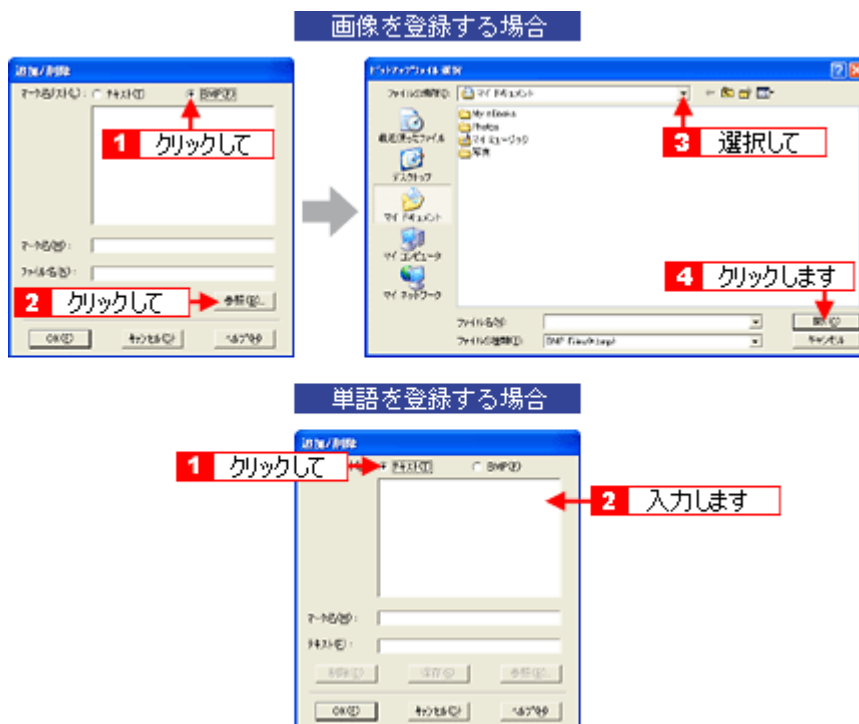 画像を登録する場合
追加/削除
マーク名リスト(L):
テキスト(T)
BMP(P)
1 クリックして
マーク名(M):
ファイル名(N):
2 クリックして
参照(R)...
OK(O)
キャンセル(C)
ヘルプ(H)
ビットマップファイル選択
ファイルの場所(I):
マイ ドキュメント
3 選択して
最近使ったファイル
デスクトップ
マイ ドキュメント
マイ コンピュータ
マイ ネットワーク
My eBooks
Photos
マイ ミュージック
写真
4 クリックします
ファイル名(N):
開く(O)
ファイルの種類(T):
BMP Files(*.bmp)
キャンセル
単語を登録する場合
追加/削除
1 クリックして
テキスト(T)
BMP(P)
2 入力します
マーク名(M):
テキスト(E):
削除(D)
保存(S)
参照(R)...
OK(O)
キャンセル(C)
ヘルプ(H)